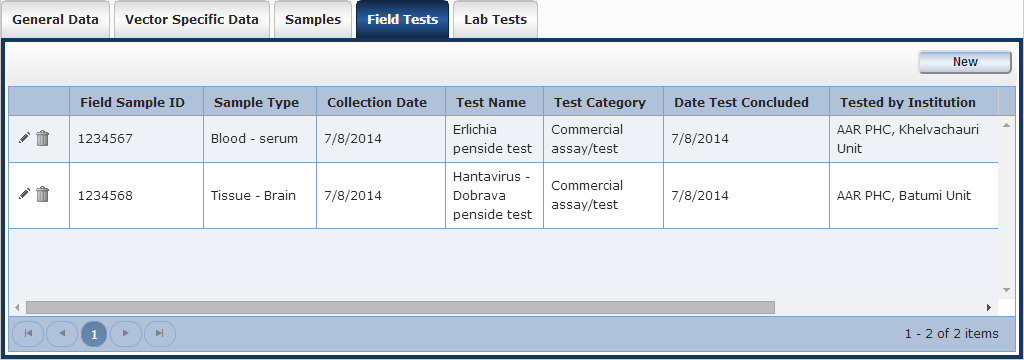 General Data Vector Specific Data Samples Field Tests Lab Tests
New
Field Sample ID Sample Type Collection Date Test Name Test Category Date Test Concluded Tested by Institution
1234567 Blood - serum 7/8/2014 Erlichia penside test Commercial assay/test 7/8/2014 AAR PHC, Khelvachauri Unit
1234568 Tissue - Brain 7/8/2014 Hantavirus - Dobrava penside test Commercial assay/test 7/8/2014 AAR PHC, Batumi Unit
1 1 - 2 of 2 items